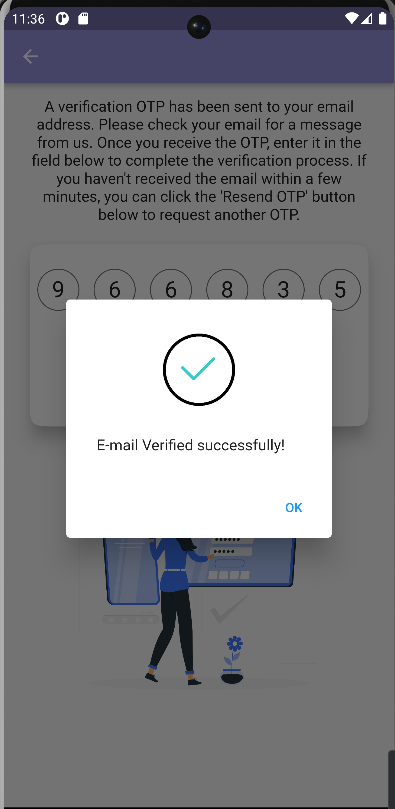 11:36
A verification OTP has been sent to your email
address. Please check your email for a message
from us. Once you receive the OTP, enter it in the
field below to complete the verification process. If
you haven't received the email within a few
minutes, you can click the 'Resend OTP' button
below to request another OTP.
9 6 6 8 3 5
E-mail Verified successfully!
OK